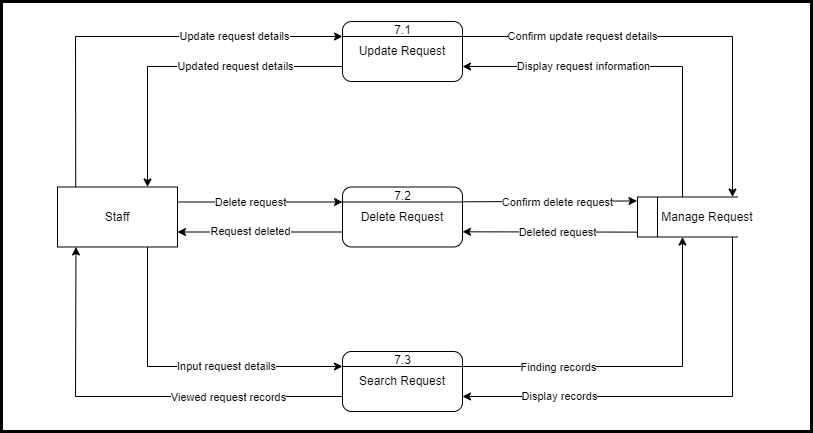 7.1
Update request details
Confirm update request details
Update Request
Updated request details
Display request information
7.2
Delete request
Confirm delete request
Staff
Delete Request
Manage Request
Request deleted
Deleted request
7.3
Input request details
Finding records
Search Request
Viewed request records
Display records